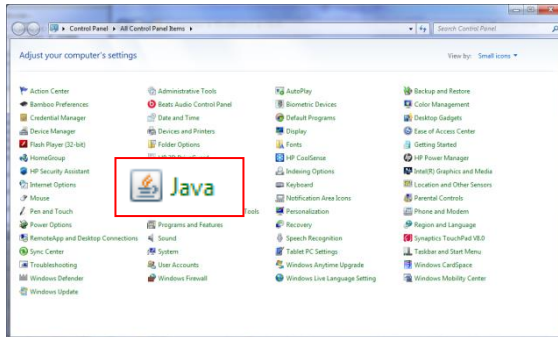 Control Panel ▸ All Control Panel Items ▸
Search Control Panel
Adjust your computer's settings
View by: Small icons
Action Center
Administrative Tools
AutoPlay
Backup and Restore
Bamboo Preferences
Beats Audio Control Panel
Biometric Devices
Color Management
Credential Manager
Date and Time
Default Programs
Desktop Gadgets
Device Manager
Devices and Printers
Display
Ease of Access Center
Flash Player (32-bit)
Folder Options
Fonts
Getting Started
HomeGroup
HP CoolSense
HP Power Manager
HP Security Assistant
Java
Indexing Options
Intel(R) Graphics and Media
Internet Options
Keyboard
Location and Other Sensors
Mouse
Notification Area Icons
Parental Controls
Pen and Touch
Tools
Personalization
Phone and Modem
Power Options
Programs and Features
Recovery
Region and Language
RemoteApp and Desktop Connections
Sound
Speech Recognition
Synaptics TouchPad V8.0
Sync Center
System
Tablet PC Settings
Taskbar and Start Menu
Troubleshooting
User Accounts
Windows Anytime Upgrade
Windows CardSpace
Windows Defender
Windows Firewall
Windows Live Language Setting
Windows Mobility Center
Windows Update